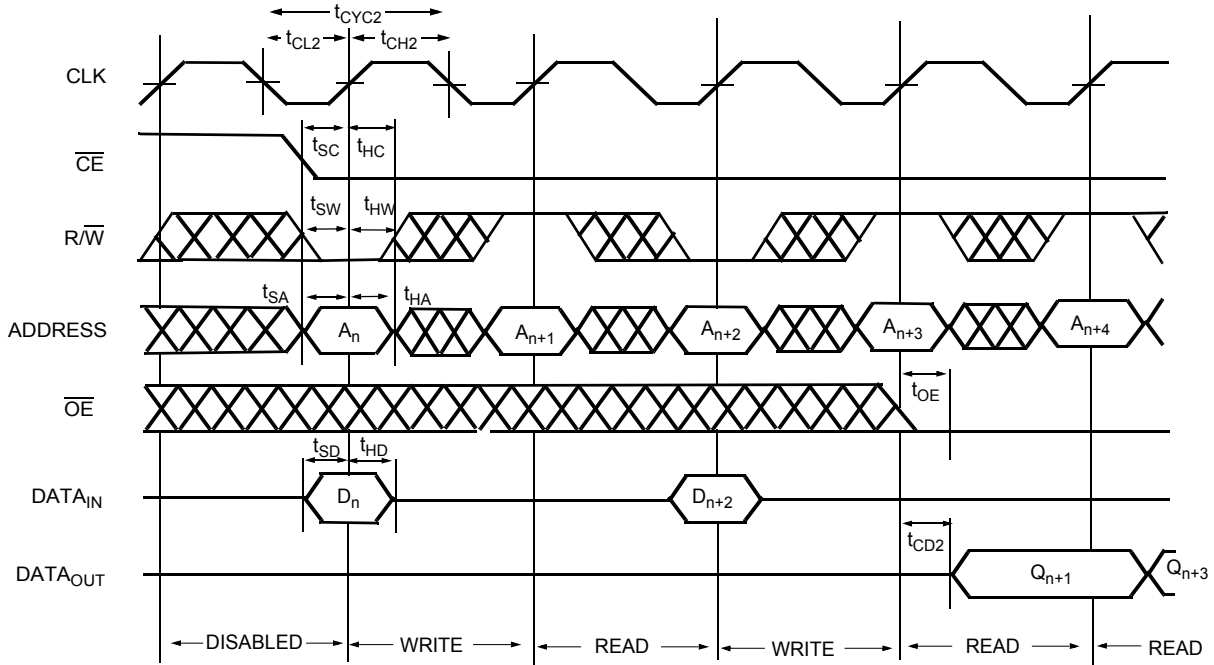 tCYC2
tCL2 tCH2
CLK
tSC tHC
CE
tSW tHW
R/W
tSA tHA
ADDRESS An An+1 An+2 An+3 An+4
OE tOE
tSD tHD
DATAIN Dn Dn+2
tCD2
DATAOUT Qn+1 Qn+3
DISABLED WRITE READ WRITE READ READ